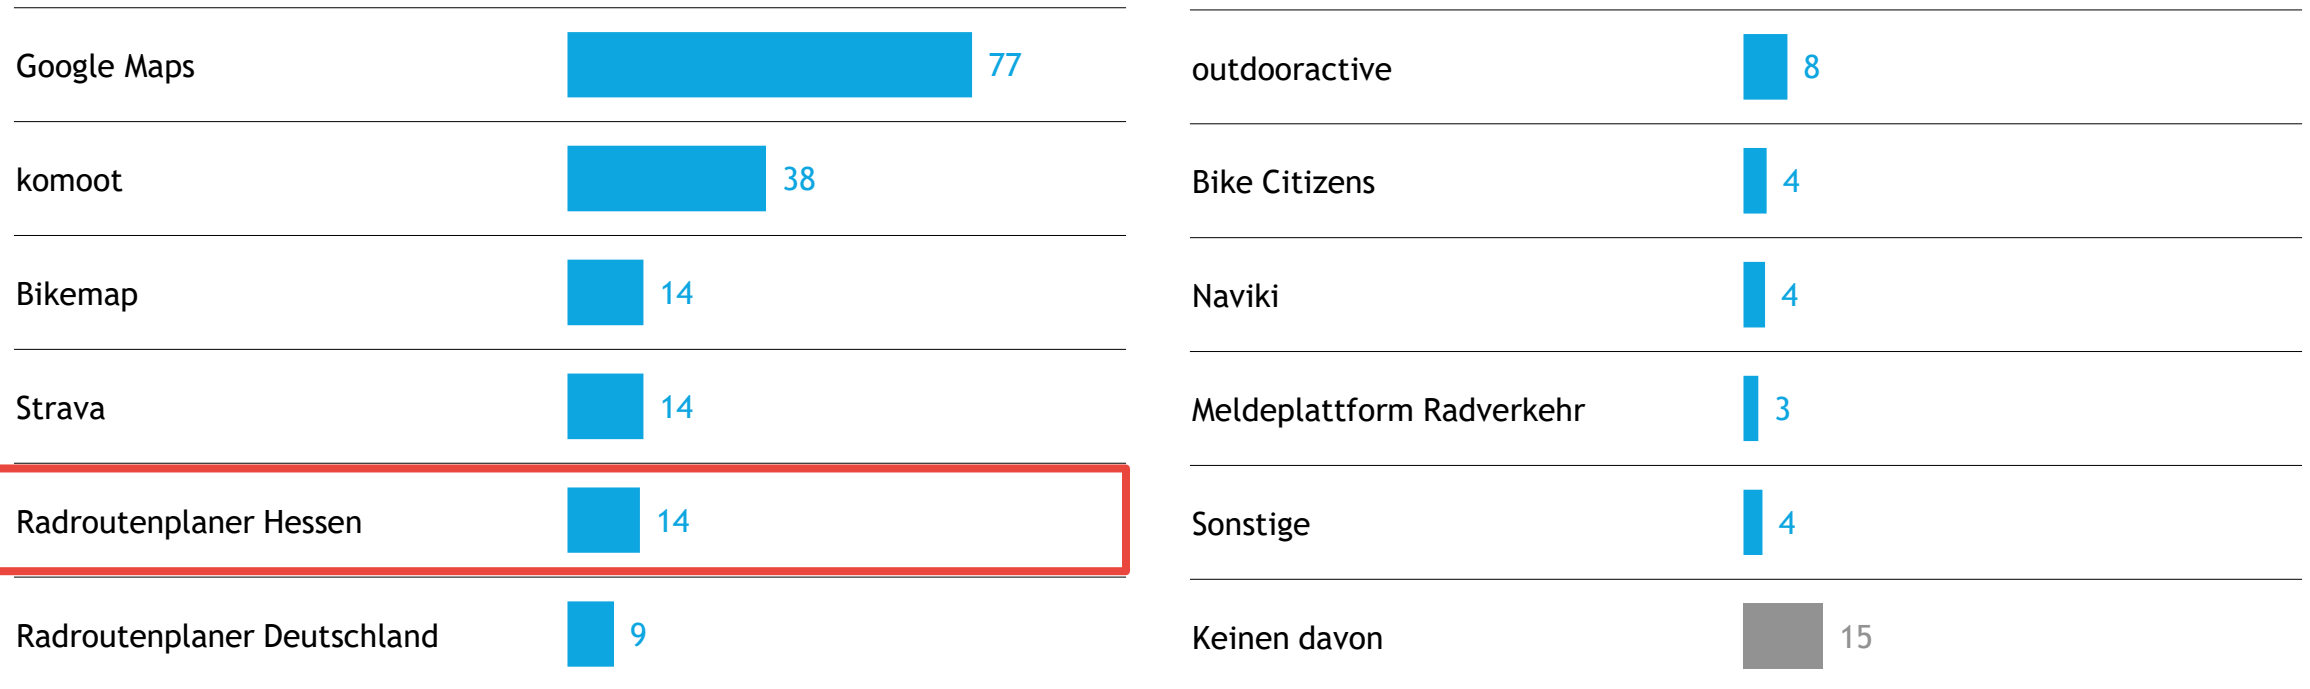 Google Maps 77
komoot 38
Bikemap 14
Strava 14
Radroutenplaner Hessen 14
Radroutenplaner Deutschland 9
outdooractive 8
Bike Citizens 4
Naviki 4
Meldeplattform Radverkehr 3
Sonstige 4
Keinen davon 15